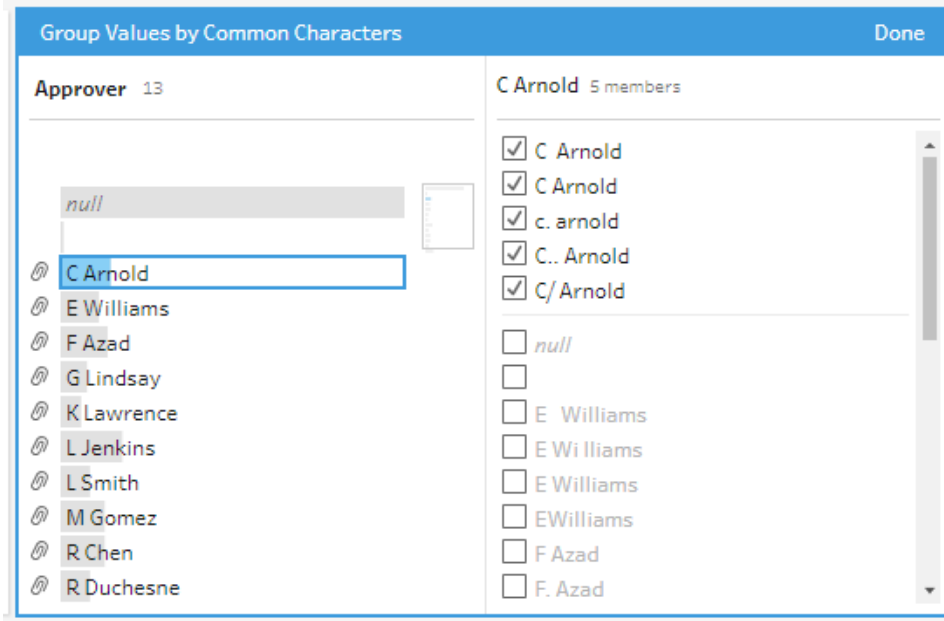 Group Values by Common Characters Done
Approver 13
null
C Arnold
E Williams
F Azad
G Lindsay
K Lawrence
L Jenkins
L Smith
M Gomez
R Chen
R Duchesne
C Arnold 5 members
C  Arnold
C Arnold
c. arnold
C.. Arnold
C/ Arnold
null
E  Williams
E Wi lliams
E Williams
EWilliams
F Azad
F. Azad